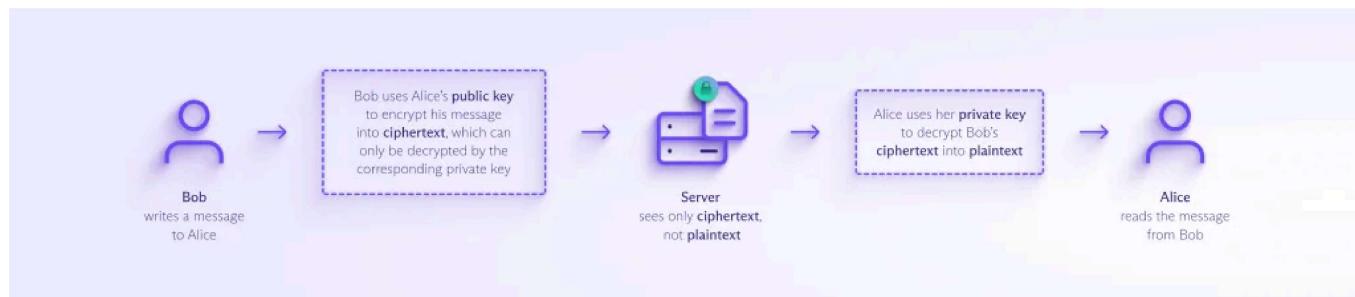 Bob
writes a message
to Alice
Bob uses Alice's public key
to encrypt his message
into ciphertext, which can
only be decrypted by the
corresponding private key
Server
sees only ciphertext,
not plaintext
Alice uses her private key
to decrypt Bob's
ciphertext into plaintext
Alice
reads the message
from Bob